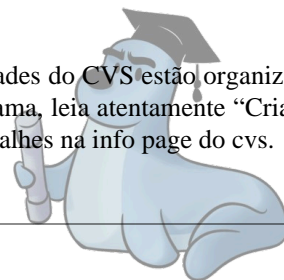 ades do CVS estão organiz
ama, leia atentamente “Cria
alhes na info page do cvs.